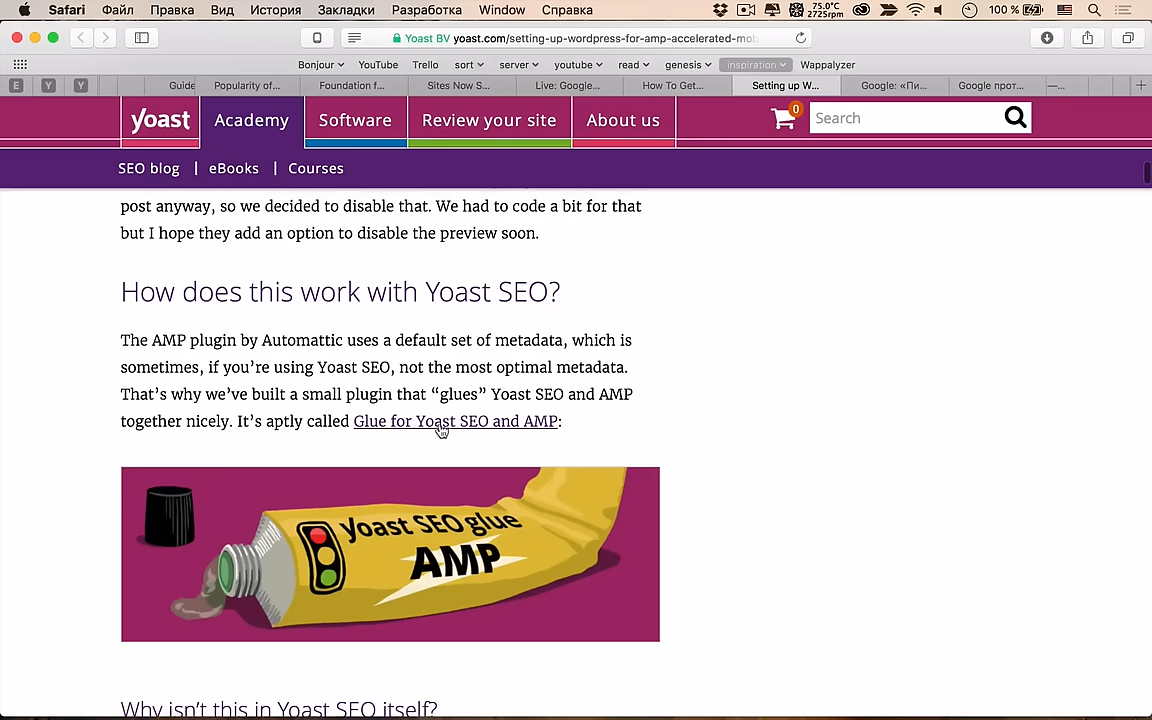 Safari Файл Правка Вид История Закладки Разработка Window Справка 75.0°C 2725rpm 100 %
Yoast BV yoast.com/setting-up-wordpress-for-amp-accelerated-mob
Bonjour YouTube Trello sort server youtube read genesis inspiration Wappalyzer
E Y Y Guide Popularity of... Foundation f... Sites Now S... Live: Google... How To Get... Setting up W... Google: «Пи... Google прот... —...
yoast Academy Software Review your site About us 0 Search
SEO blog eBooks Courses
post anyway, so we decided to disable that. We had to code a bit for that
but I hope they add an option to disable the preview soon.
How does this work with Yoast SEO?
The AMP plugin by Automattic uses a default set of metadata, which is
sometimes, if you’re using Yoast SEO, not the most optimal metadata.
That’s why we’ve built a small plugin that “glues” Yoast SEO and AMP
together nicely. It’s aptly called Glue for Yoast SEO and AMP:
Yoast SEO glue
AMP
Why isn’t this in Yoast SEO itself?